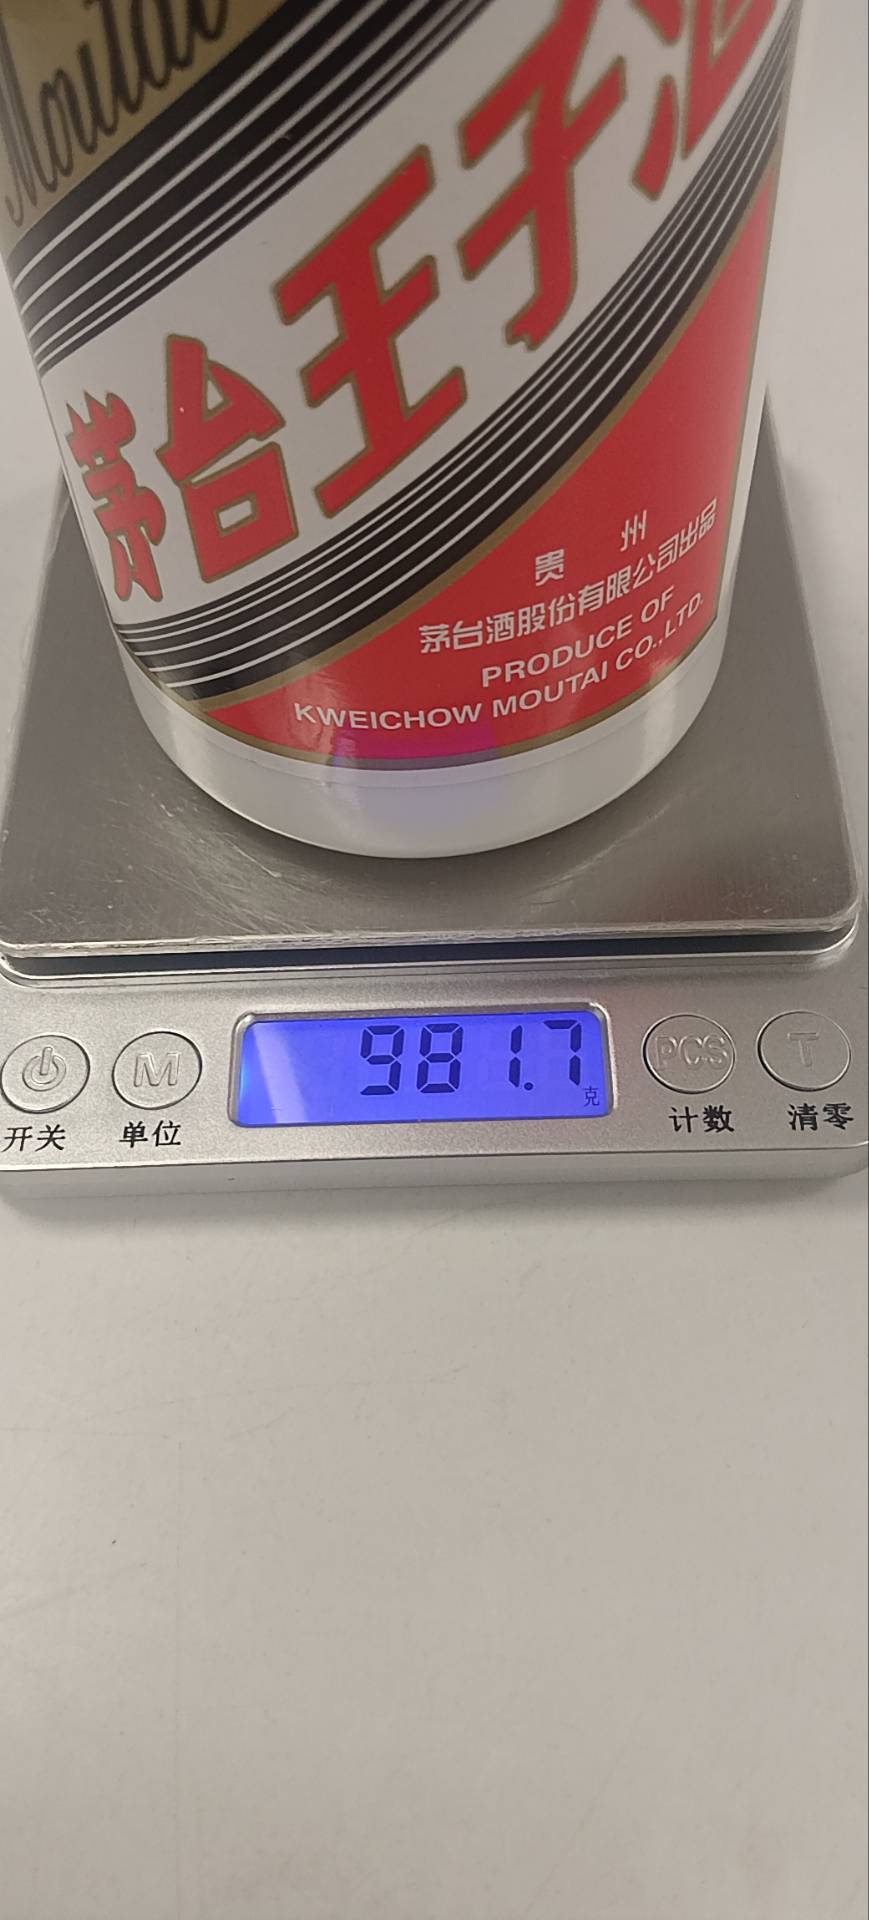 Moutai
茅台王子酒
贵州
茅台酒股份有限公司出品
PRODUCE OF
KWEICHOW MOUTAI CO.,LTD.
981.7
克
M
PCS
T
开关
单位
计数
清零